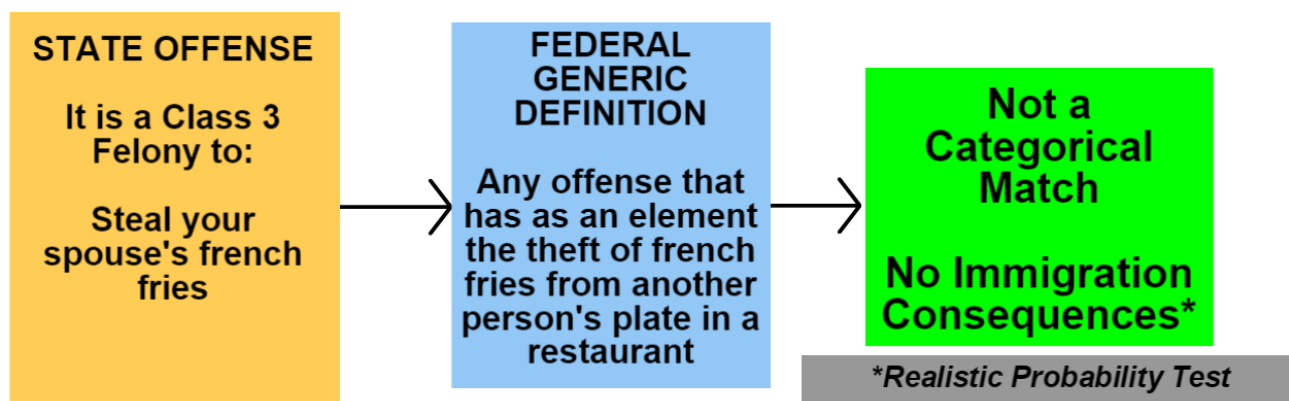 STATE OFFENSE
It is a Class 3
Felony to:
Steal your
spouse's french
fries
FEDERAL
GENERIC
DEFINITION
Any offense that
has as an element
the theft of french
fries from another
person's plate in a
restaurant
Not a
Categorical
Match
No Immigration
Consequences*
*Realistic Probability Test